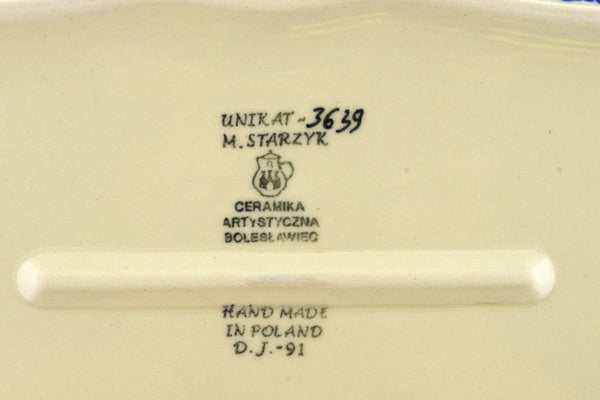 UNIKAT-3639
M. STARZYK
CERAMIKA
ARTYSTYCZNA
BOLESŁAWIEC
HAND MADE
IN POLAND
D.J.-91